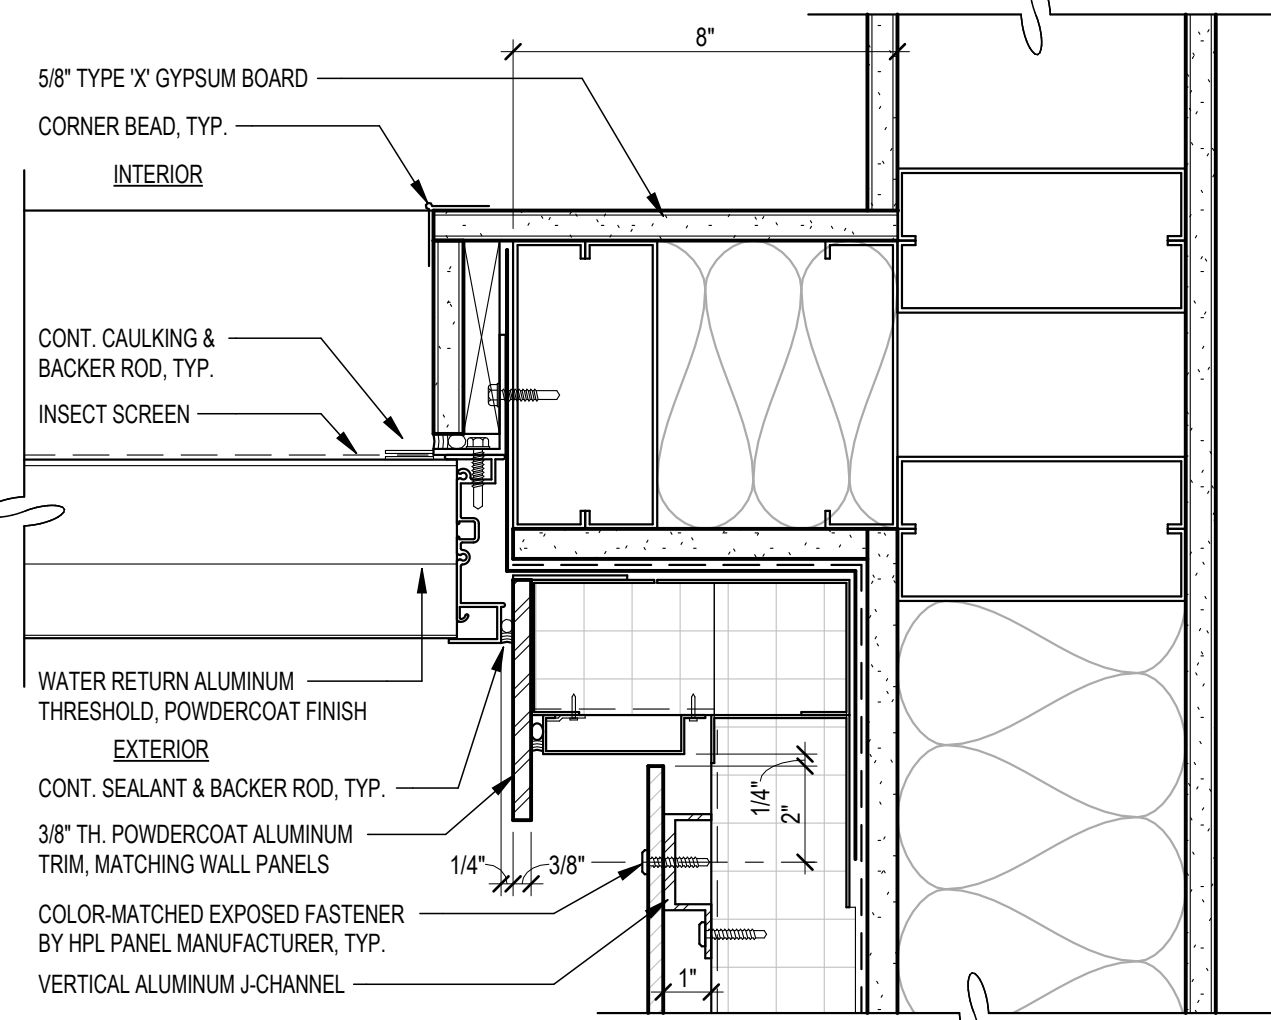 8"
5/8" TYPE 'X' GYPSUM BOARD
CORNER BEAD, TYP.
INTERIOR
CONT. CAULKING &
BACKER ROD, TYP.
INSECT SCREEN
WATER RETURN ALUMINUM
THRESHOLD, POWDERCOAT FINISH
EXTERIOR
CONT. SEALANT & BACKER ROD, TYP.
3/8" TH. POWDERCOAT ALUMINUM
TRIM, MATCHING WALL PANELS
1/4"
3/8"
1/4"
2"
COLOR-MATCHED EXPOSED FASTENER
BY HPL PANEL MANUFACTURER, TYP.
VERTICAL ALUMINUM J-CHANNEL
1"